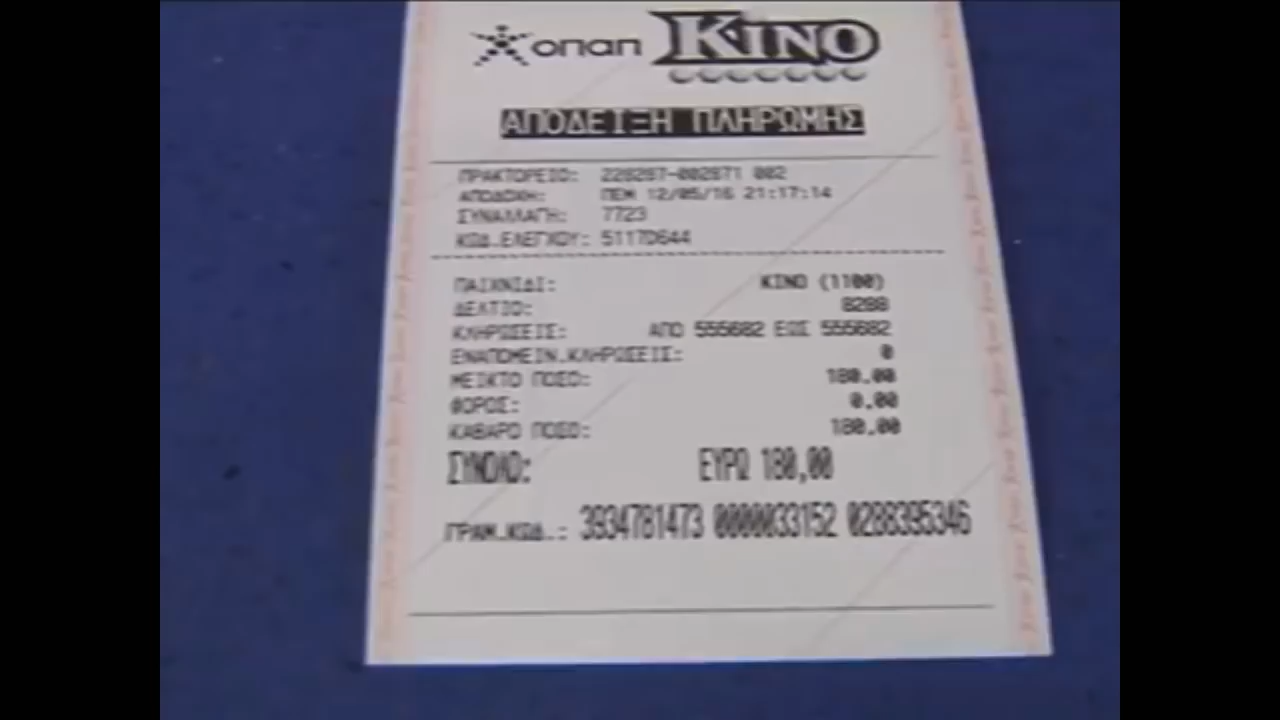 οπαπ ΚΙΝΟ
ΑΠΟΔΕΙΞΗ ΠΛΗΡΩΜΗΣ
ΠΡΑΚΤΟΡΕΙΟ: 228287-002871 002
ΑΠΟΔΟΧΗ: ΠΕΜ 12/05/16 21:17:14
ΣΥΝΑΛΛΑΓΗ: 7723
ΚΩΔ.ΕΛΕΓΧΟΥ: 5117D644
ΠΑΙΧΝΙΔΙ: ΚΙΝΟ (1100)
ΔΕΛΤΙΟ: 8288
ΚΛΗΡΩΣΕΙΣ: ΑΠΟ 555682 ΕΩΣ 555682
ΕΝΑΠΟΜΕΙΝ.ΚΛΗΡΩΣΕΙΣ: 0
ΜΕΙΚΤΟ ΠΟΣΟ: 180.00
ΦΟΡΟΣ: 0.00
ΚΑΘΑΡΟ ΠΟΣΟ: 180.00
ΣΥΝΟΛΟ: ΕΥΡΩ 180,00
ΓΡΑΜ.ΚΩΔ.: 3934781473 0000033152 0288395346